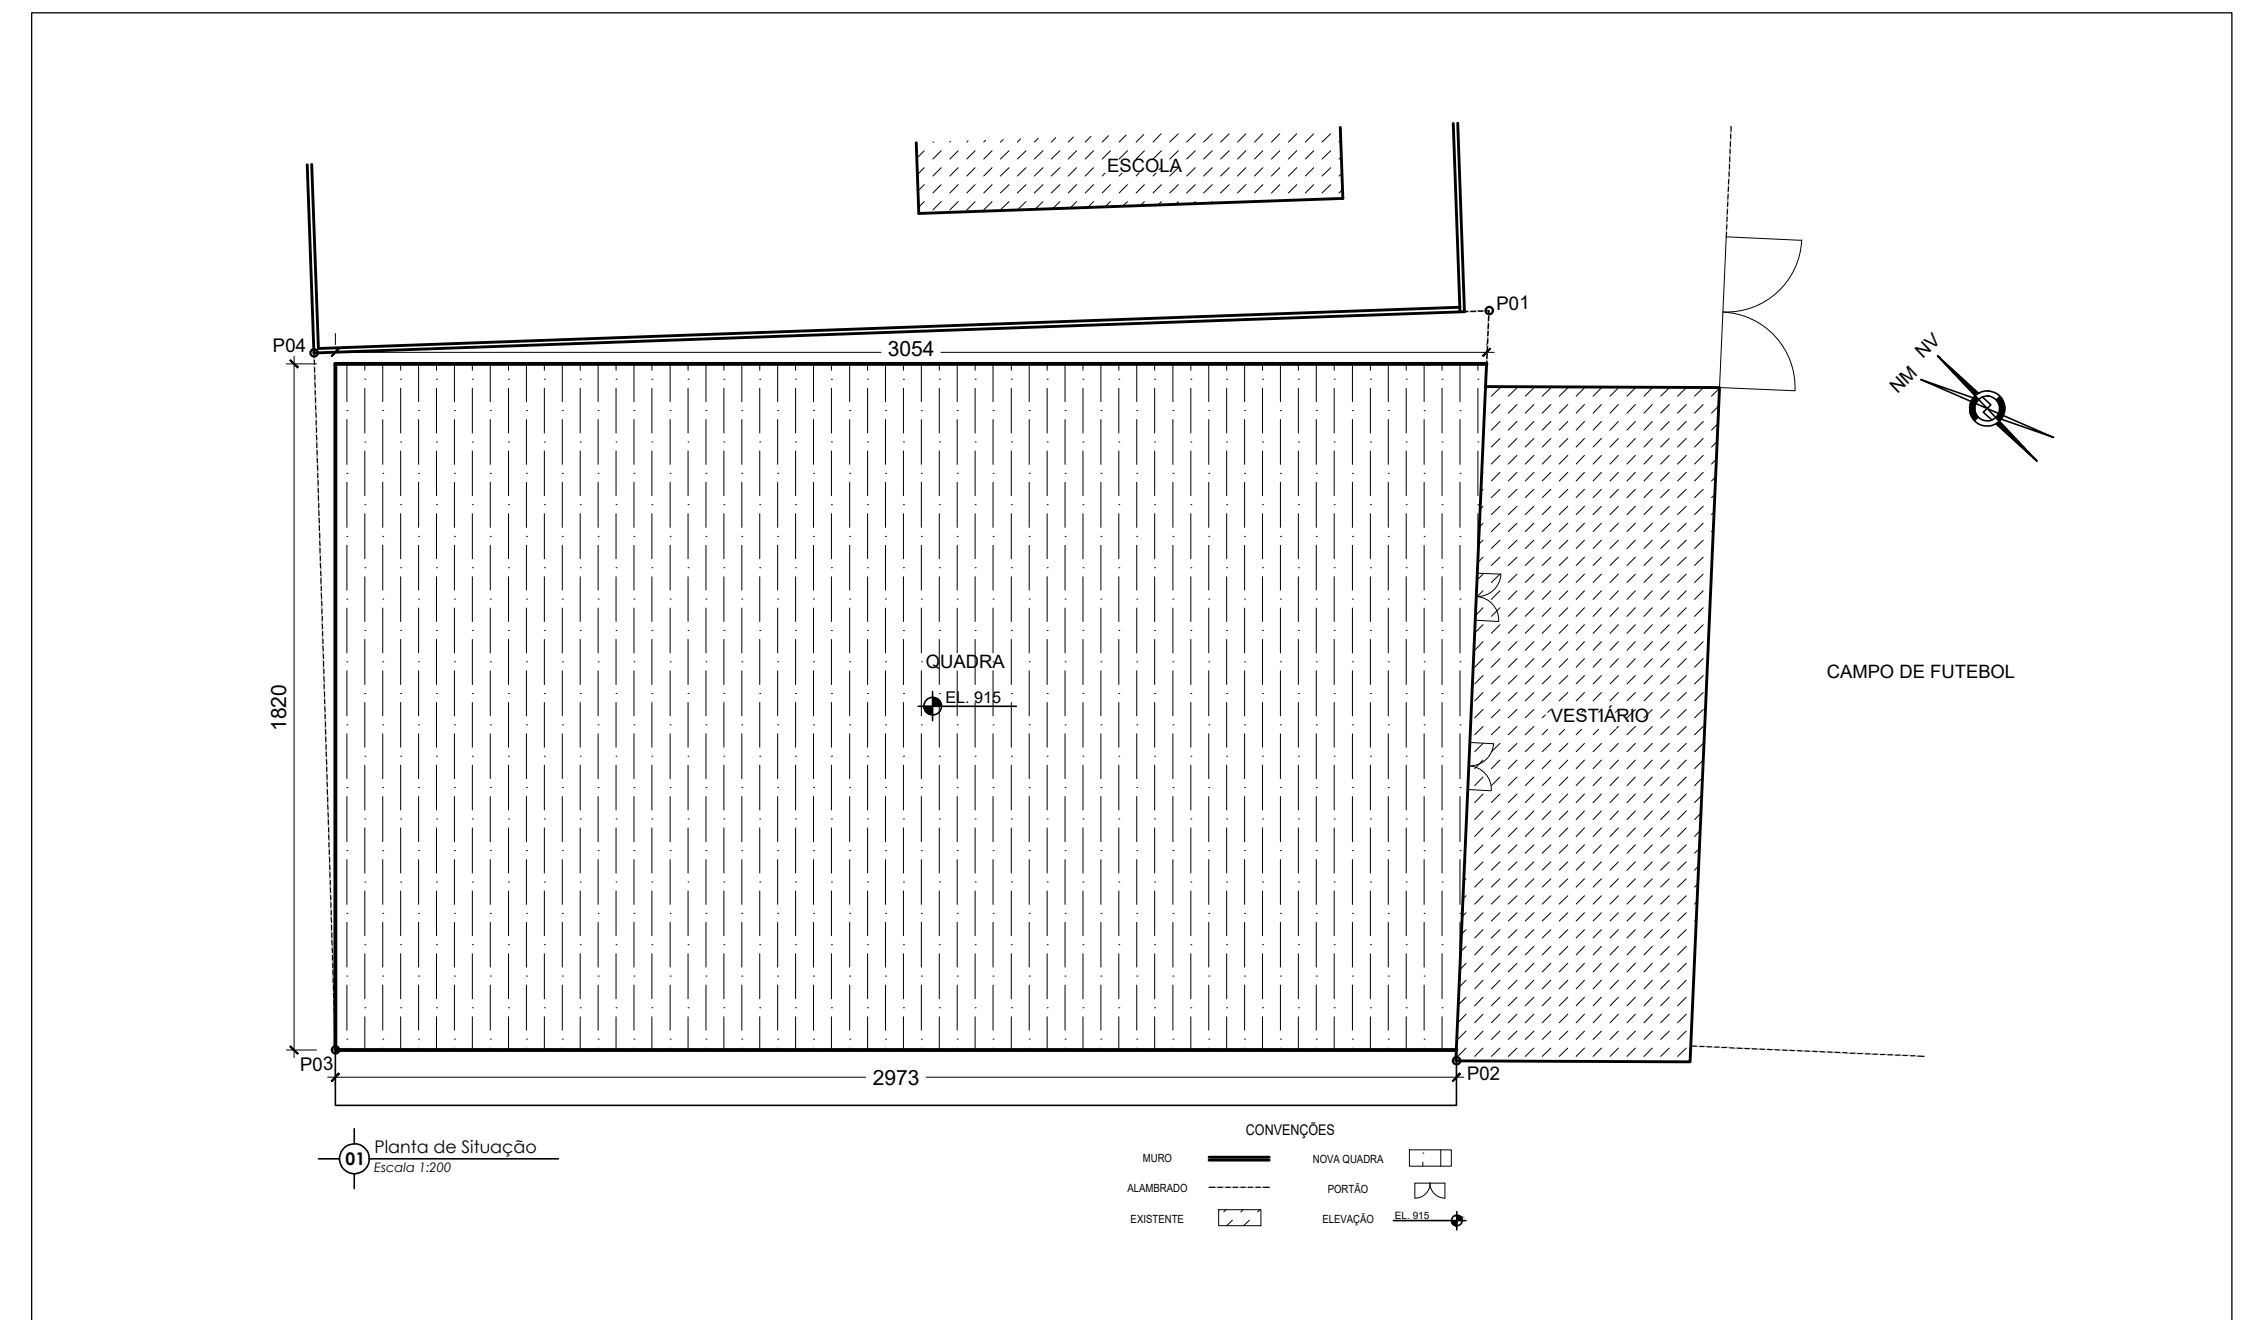 ESCOLA
P01
P04
3054
NV
NM
QUADRA
EL. 915
CAMPO DE FUTEBOL
1820
VESTIÁRIO
P03
2973
P02
01
Planta de Situação
Escala 1:200
CONVENÇÕES
MURO
NOVA QUADRA
ALAMBRADO
PORTÃO
EXISTENTE
ELEVAÇÃO
EL. 915